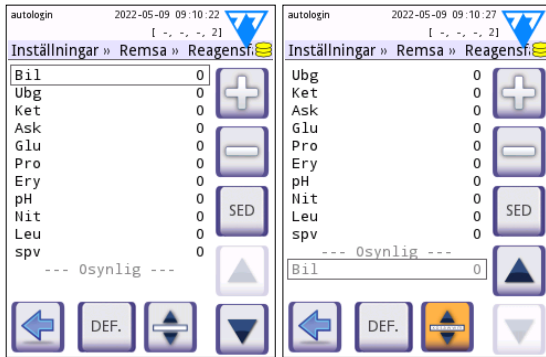 autologin 2022-05-09 09:10:22
[ -, -, -, 2]
Inställningar » Remsa » Reagensfä
Bil 0
Ubg 0
Ket 0
Ask 0
Glu 0
Pro 0
Ery 0
pH 0
Nit 0
Leu 0
spv 0
--- Osynlig ---
SED
DEF.
autologin 2022-05-09 09:10:27
[ -, -, -, 2]
Inställningar » Remsa »
Ubg 0
Ket 0
Ask 0
Glu 0
Pro 0
Ery 0
pH 0
Nit 0
Leu 0
spv 0
--- Osynlig ---
Bil 0
SED
DEF.